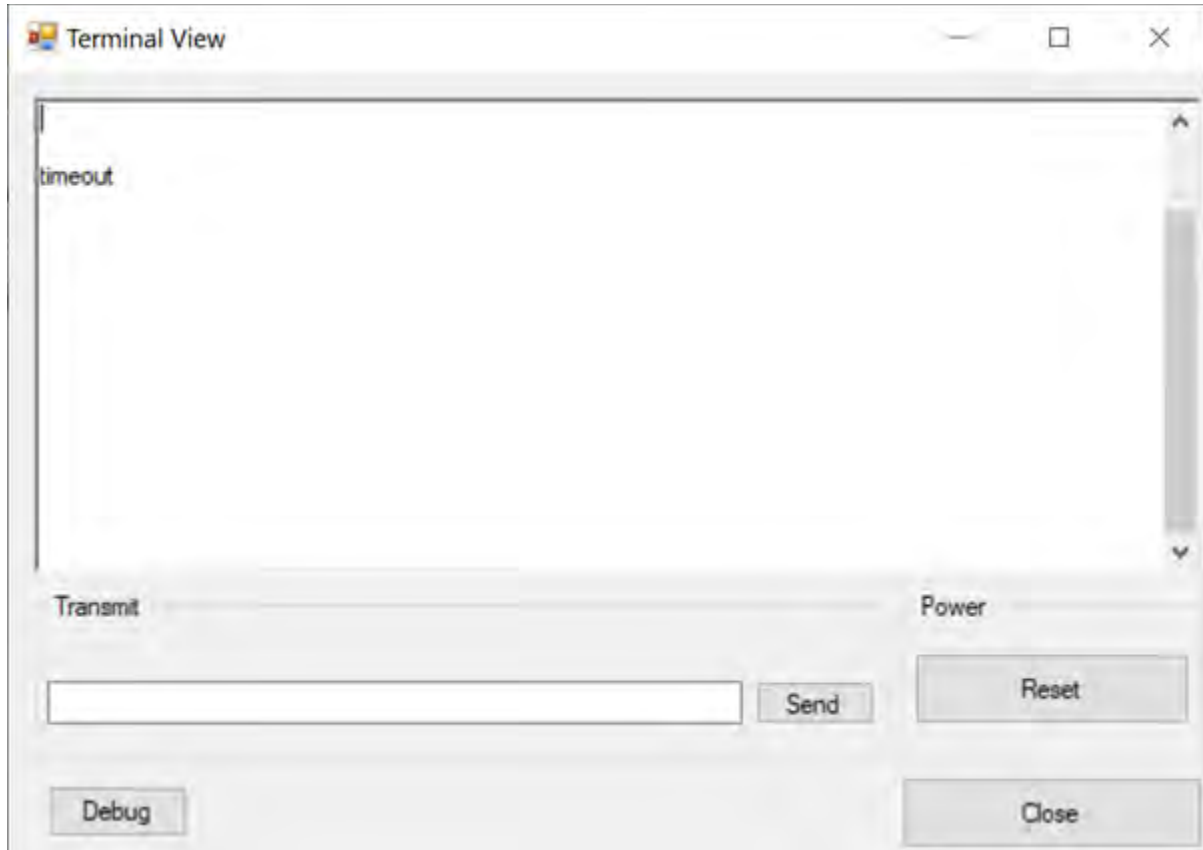 Terminal View
timeout
Transmit
Power
Send
Reset
Debug
Close